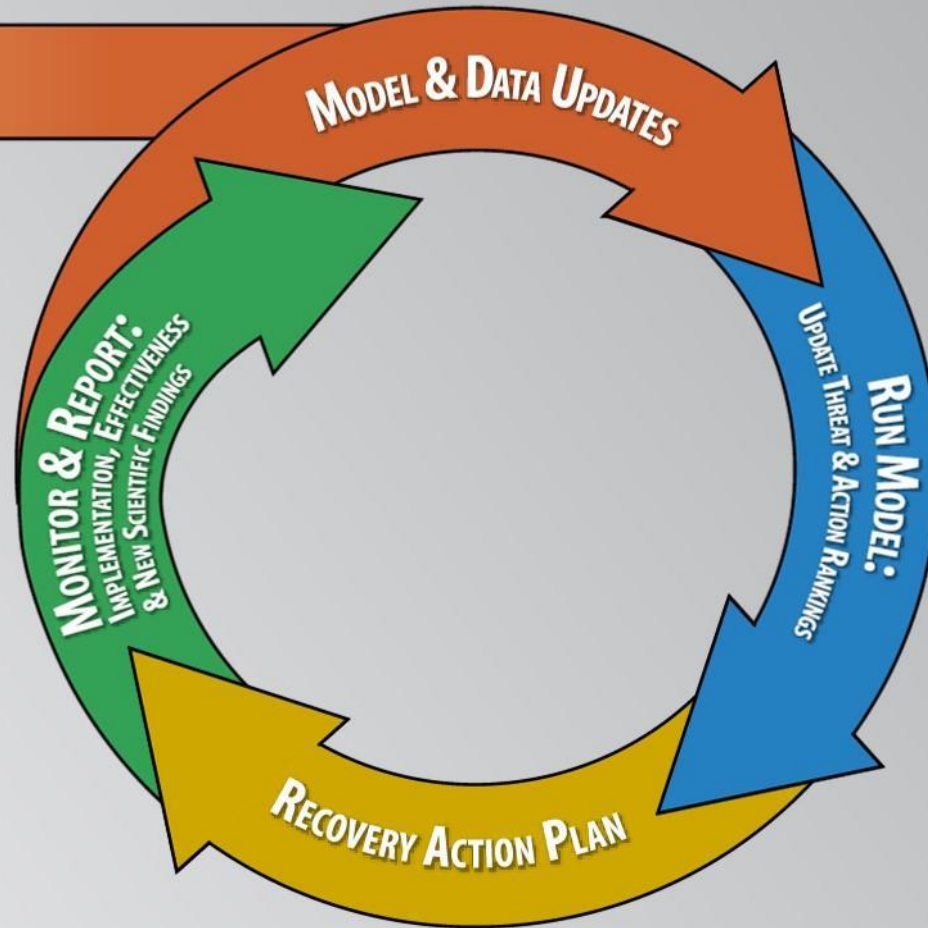 Model & Data Updates
Run Model:
Update Threat & Action Rankings
Recovery Action Plan
Monitor & Report:
Implementation, Effectiveness
& New Scientific Findings